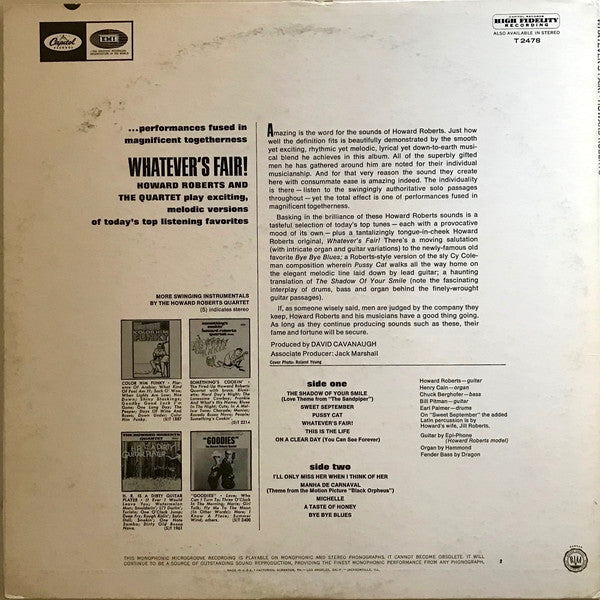 Capitol
EMI
CAPITOL RECORDS
HIGH FIDELITY
RECORDING
ALSO AVAILABLE IN STEREO
T 2478
...performances fused in
magnificent togetherness
WHATEVER'S FAIR!
HOWARD ROBERTS AND
THE QUARTET play exciting,
melodic versions
of today's top listening favorites
Amazing is the word for the sounds of Howard Roberts. Just how
well the definition fits is beautifully demonstrated by the smooth
yet exciting, rhythmic yet melodic, lyrical yet down-to-earth musi-
cal blend he achieves in this album. All of the superbly gifted
men he has gathered around him are noted for their individual
musicianship. And for that very reason the sound they create
here with consummate ease is amazing indeed. The individuality
is there – listen to the swingingly authoritative solo passages
throughout – yet the total effect is one of performances fused in
magnificent togetherness.
Basking in the brilliance of these Howard Roberts sounds is a
tasteful selection of today's top tunes – each with a provocative
mood of its own – plus a tantalizingly tongue-in-cheek Howard
Roberts original, Whatever's Fair! There's a moving salutation
(with intricate organ and guitar variations) to the newly-famous old
favorite Bye Bye Blues; a Roberts-style version of the sly Cy Cole-
man composition wherein Pussy Cat walks all the way home on
the elegant melodic line laid down by lead guitar; a haunting
translation of The Shadow Of Your Smile (note the fascinating
interplay of drums, bass and organ behind the finely-wrought
guitar passages).
If, as someone wisely said, men are judged by the company they
keep, Howard Roberts and his musicians have a good thing going.
As long as they continue producing sounds such as these, their
fame and fortune will be secure.
Produced by DAVID CAVANAUGH
Associate Producer: Jack Marshall
Cover Photo: Roland Young
MORE SWINGING INSTRUMENTALS
BY THE HOWARD ROBERTS QUARTET
(S) indicates stereo
COLOR HIM FUNKY
(S)T 1887
SOMETHING'S COOKIN'
(S)T 2214
H. R. IS A DIRTY GUITAR
PLAYER
(S)T 1961
"GOODIES"
(S)T 2400
side one
THE SHADOW OF YOUR SMILE
(Love Theme from "The Sandpiper")
SWEET SEPTEMBER
PUSSY CAT
WHATEVER'S FAIR!
THIS IS THE LIFE
ON A CLEAR DAY (You Can See Forever)
side two
I'LL ONLY MISS HER WHEN I THINK OF HER
MANHA DE CARNAVAL
(Theme from the Motion Picture "Black Orpheus")
MICHELLE
A TASTE OF HONEY
BYE BYE BLUES
Howard Roberts—guitar
Henry Cain—organ
Chuck Berghofer—bass
Bill Pitman—guitar
Earl Palmer—drums
On "Sweet September" the added
Latin percussion is by
Howard's wife, Jill Roberts.
Guitar by Epi-Phone
(Howard Roberts model)
Organ by Hammond
Fender Bass by Dragon
THIS MONOPHONIC MICROGROOVE RECORDING IS PLAYABLE ON MONOPHONIC AND STEREO PHONOGRAPHS. IT CANNOT BECOME OBSOLETE. IT WILL
CONTINUE TO BE A SOURCE OF OUTSTANDING SOUND REPRODUCTION, PROVIDING THE FINEST MONOPHONIC PERFORMANCE FROM ANY PHONOGRAPH.